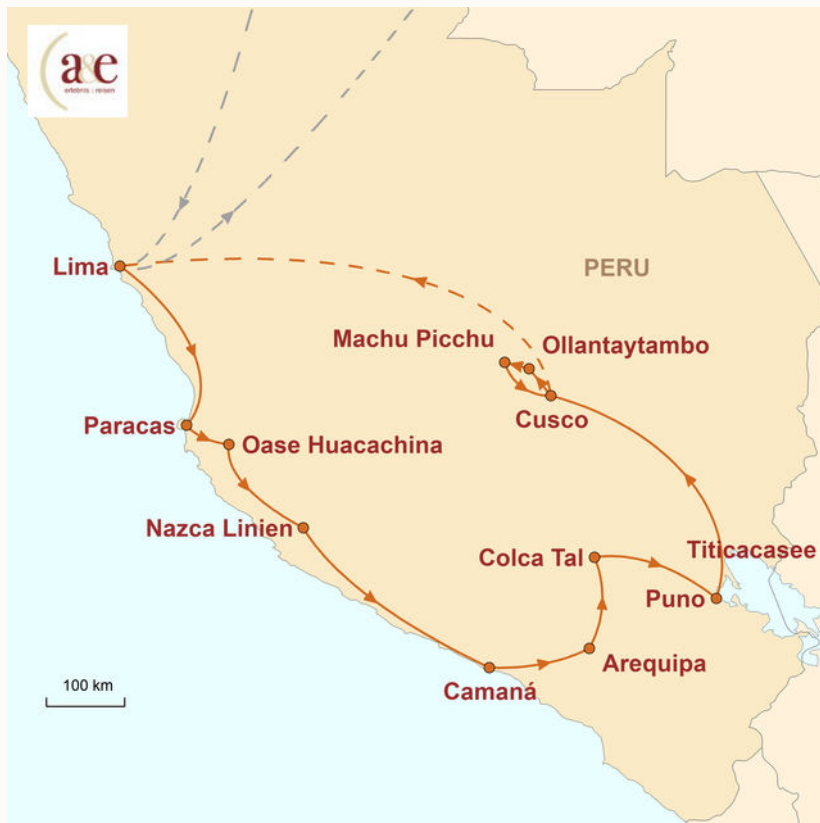 a&e
erlebnis:reisen
Lima
PERU
Machu Picchu
Ollantaytambo
Cusco
Paracas
Oase Huacachina
Nazca Linien
Colca Tal
Titicacasee
Puno
Arequipa
Camaná
100 km